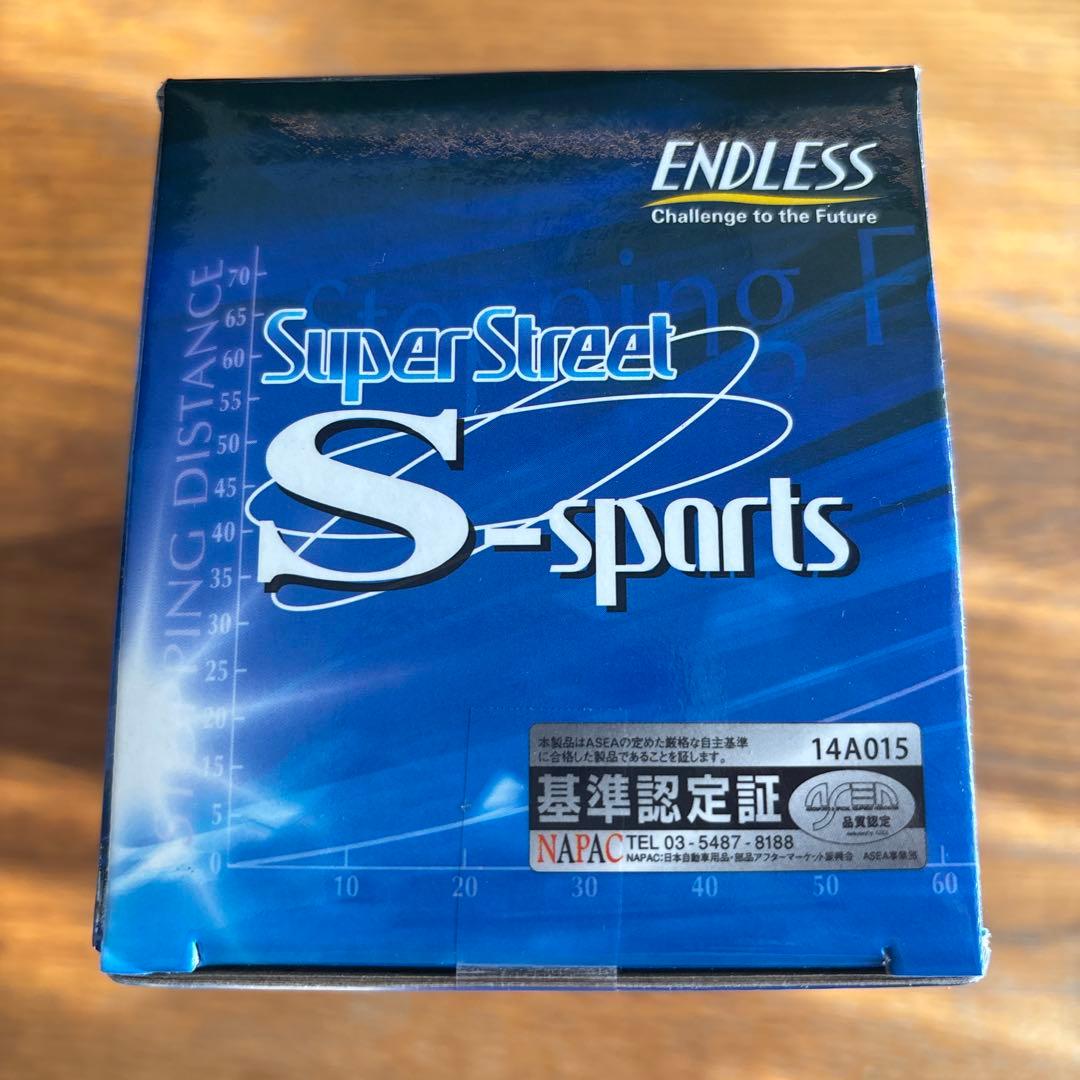 ENDLESS
Challenge to the Future
Stopping
STOPPING DISTANCE
70
65
60
55
50
45
40
35
30
25
20
15
5
0
10
20
30
40
50
60
Super Street
S-sports
本製品はASEAの定めた厳格な自主基準
に合格した製品であることを証します。
14A015
基準認定証
ASEA
品質認定
NAPAC
TEL 03-5487-8188
NAPAC:日本自動車用品・部品アフターマーケット振興会 ASEA事業部